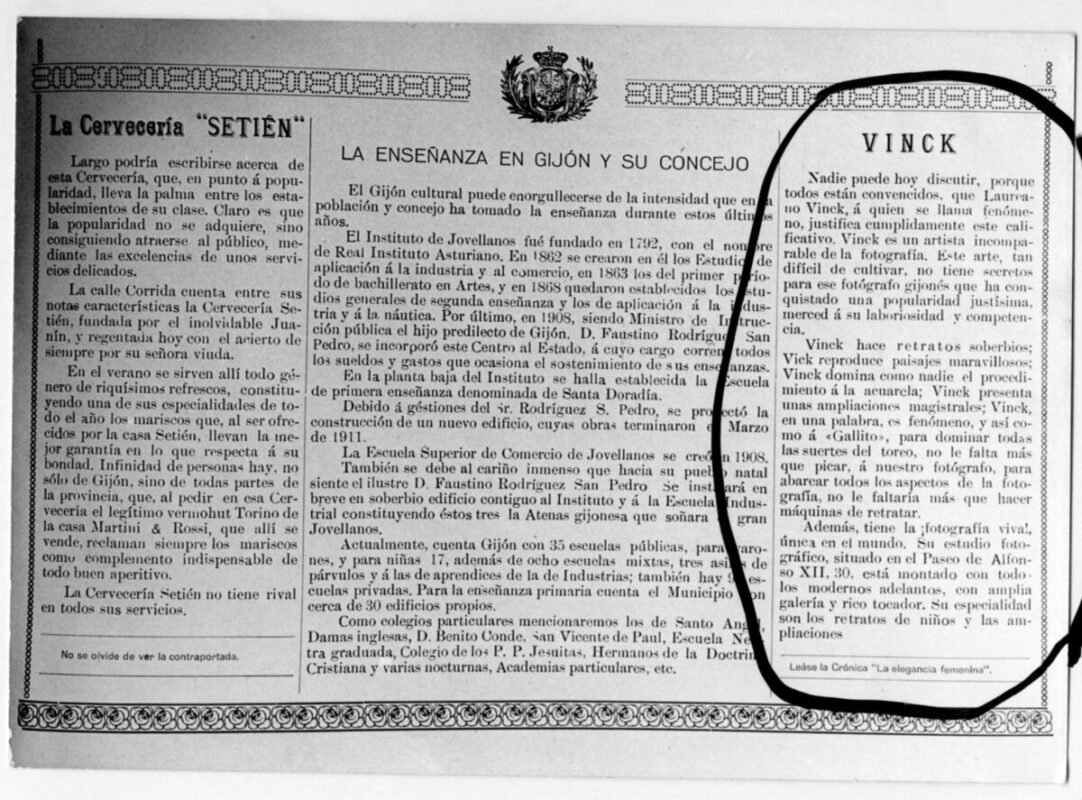 La Cervecería "SETIÉN"
Largo podría escribirse acerca de
esta Cervecería, que, en punto á popu-
laridad, lleva la palma entre los esta-
blecimientos de su clase. Claro es que
la popularidad no se adquiere, sino
consiguiendo atraerse al público, me-
diante las excelencias de unos servi-
cios delicados.
La calle Corrida cuenta entre sus
notas características la Cervecería Se-
tién, fundada por el inolvidable Jua-
nín, y regentada hoy con el acierto de
siempre por su señora viuda.
En el verano se sirven allí todo gé-
nero de riquísimos refrescos, constitu-
yendo una de sus especialidades de to-
do el año los mariscos que, al ser ofre-
cidos por la casa Setién, llevan la me-
jor garantía en lo que respecta á su
bondad. Infinidad de personas hay, no
sólo de Gijón, sino de todas partes de
la provincia, que, al pedir en esa Cer-
vecería el legítimo vermohut Torino de
la casa Martini & Rossi, que allí se
vende, reclaman siempre los mariscos
como complemento indispensable de
todo buen aperitivo.
La Cervecería Setién no tiene rival
en todos sus servicios.
No se olvide de ver la contraportada.
LA ENSEÑANZA EN GIJÓN Y SU CONCEJO
El Gijón cultural puede enorgullecerse de la intensidad que en la
población y concejo ha tomado la enseñanza durante estos últimos
años.
El Instituto de Jovellanos fué fundado en 1792, con el nombre
de Real Instituto Asturiano. En 1862 se crearon en él los Estudios de
aplicación á la industria y al comercio, en 1863 los del primer perío-
do de bachillerato en Artes, y en 1868 quedaron establecidos los estu-
dios generales de segunda enseñanza y los de aplicación á la indus-
tria y á la náutica. Por último, en 1908, siendo Ministro de Instruc-
ción pública el hijo predilecto de Gijón, D. Faustino Rodríguez San
Pedro, se incorporó este Centro al Estado, á cuyo cargo corren todos
los sueldos y gastos que ocasiona el sostenimiento de sus enseñanzas.
En la planta baja del Instituto se halla establecida la Escuela
de primera enseñanza denominada de Santa Doradía.
Debido á géstiones del Sr. Rodríguez S. Pedro, se proyectó la
construcción de un nuevo edificio, cuyas obras terminaron en Marzo
de 1911.
La Escuela Superior de Comercio de Jovellanos se creó en 1908.
También se debe al cariño inmenso que hacia su pueblo natal
siente el ilustre D. Faustino Rodríguez San Pedro Se instalará en
breve en soberbio edificio contiguo al Instituto y á la Escuela Indus-
trial constituyendo éstos tres la Atenas gijonesa que soñara el gran
Jovellanos.
Actualmente, cuenta Gijón con 35 escuelas públicas, para varo-
nes, y para niñas 17, además de ocho escuelas mixtas, tres asilos de
párvulos y á las de aprendices de la de Industrias; también hay es-
cuelas privadas. Para la enseñanza primaria cuenta el Municipio con
cerca de 30 edificios propios.
Como colegios particulares mencionaremos los de Santo Angel,
Damas inglesas, D. Benito Conde, San Vicente de Paul, Escuela Neu-
tra graduada, Colegio de los P. P. Jesuitas, Hermanos de la Doctrina
Cristiana y varias nocturnas, Academias particulares, etc.
VINCK
Nadie puede hoy discutir, porque
todos están convencidos, que Laurea-
no Vinck, á quien se llama fenóme-
no, justifica cumplidamente este cali-
ficativo. Vinck es un artista incompa-
rable de la fotografía. Este arte, tan
difícil de cultivar, no tiene secretos
para ese fotógrafo gijonés que ha con-
quistado una popularidad justísima,
merced á su laboriosidad y competen-
cia.
Vinck hace retratos soberbios;
Vick reproduce paisajes maravillosos;
Vinck domina como nadie el procedi-
miento á la acuarela; Vinck presenta
unas ampliaciones magistrales; Vinck,
en una palabra, es fenómeno, y así co-
mo á «Gallito», para dominar todas
las suertes del toreo, no le falta más
que picar, á nuestro fotógrafo, para
abarcar todos los aspectos de la foto-
grafía, no le faltaría más que hacer
máquinas de retratar.
Además, tiene la ¡fotografía viva!,
única en el mundo. Su estudio foto-
gráfico, situado en el Paseo de Alfon-
so XII, 30, está montado con todo
los modernos adelantos, con amplia
galería y rico tocador. Su especialidad
son los retratos de niños y las am-
pliaciones
Leáse la Crónica "La elegancia femenina".